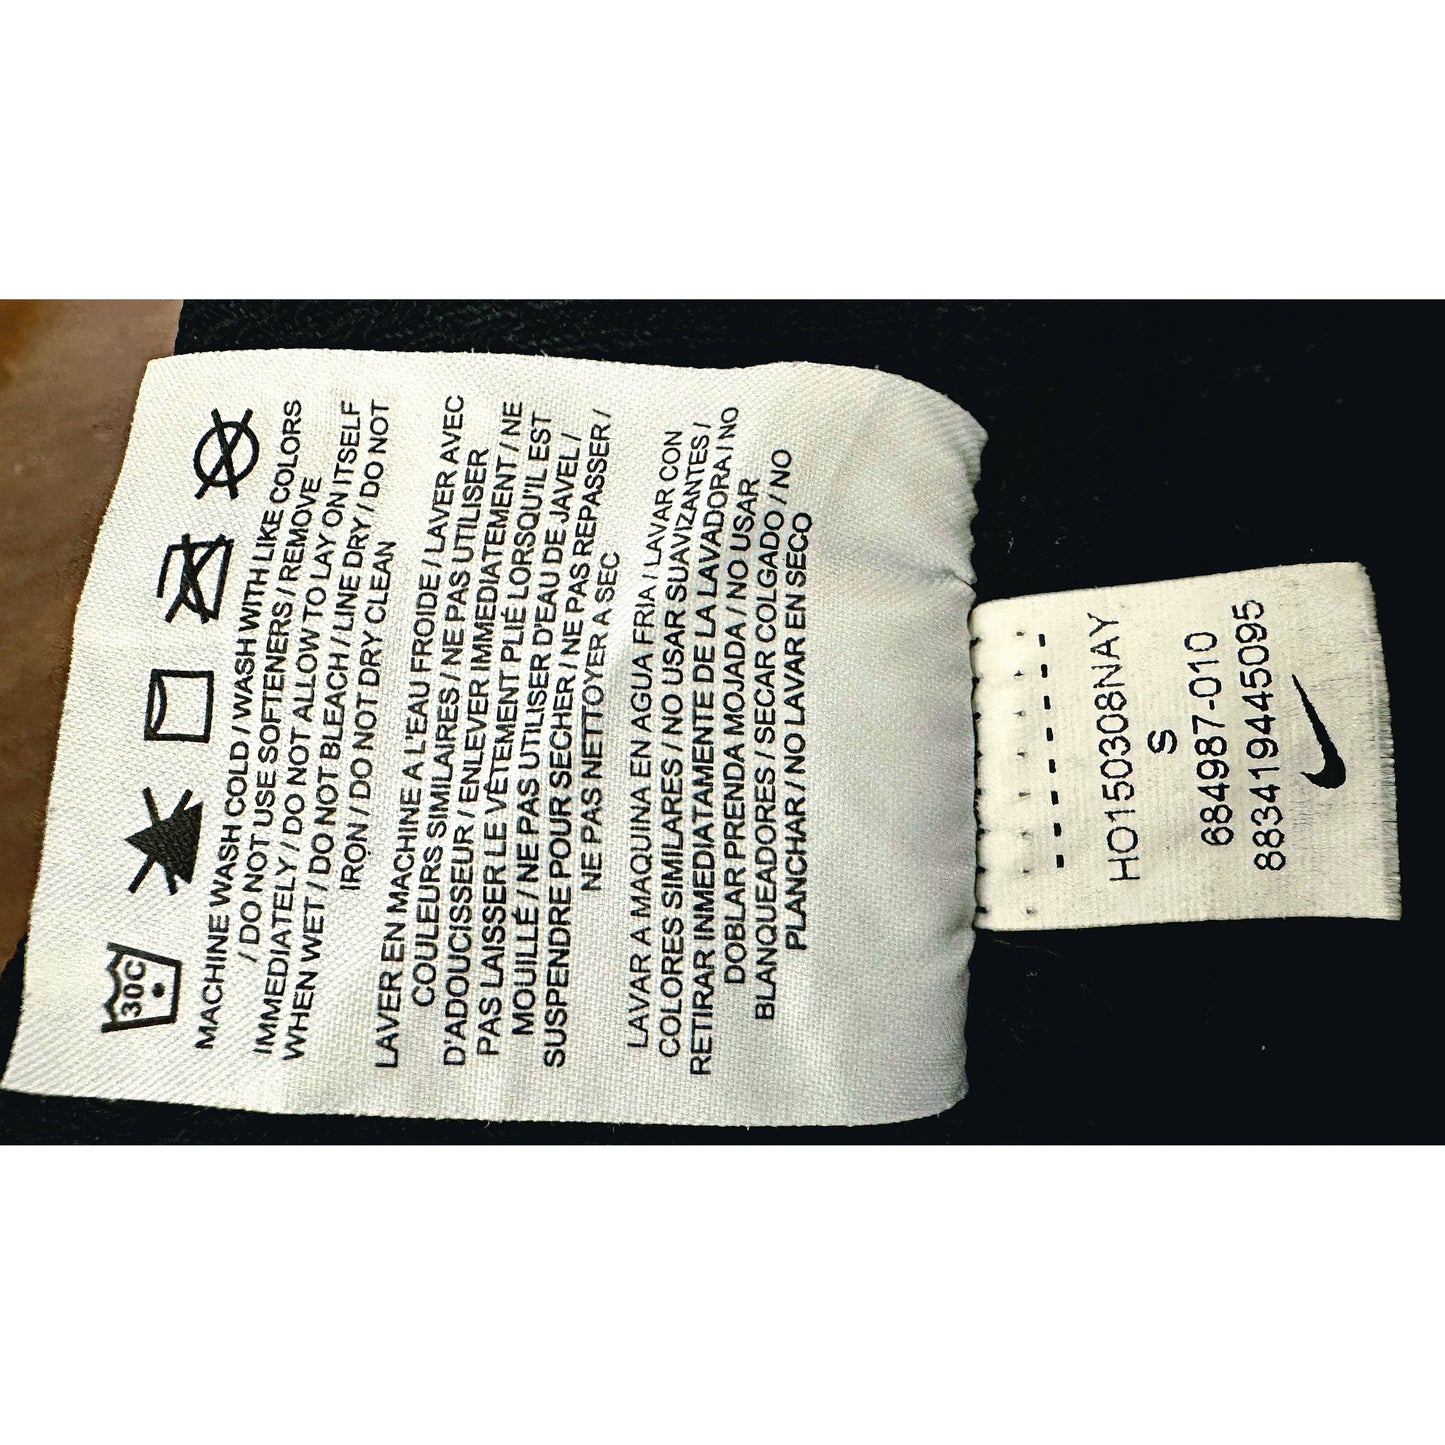 30C
MACHINE WASH COLD / WASH WITH LIKE COLORS
/ DO NOT USE SOFTENERS / REMOVE
IMMEDIATELY / DO NOT ALLOW TO LAY ON ITSELF
WHEN WET / DO NOT BLEACH / LINE DRY / DO NOT
IRON / DO NOT DRY CLEAN
LAVER EN MACHINE A L'EAU FROIDE / LAVER AVEC
COULEURS SIMILAIRES / NE PAS UTILISER
D'ADOUCISSEUR / ENLEVER IMMEDIATEMENT / NE
PAS LAISSER LE VÊTEMENT PLIÉ LORSQU'IL EST
MOUILLÉ / NE PAS UTILISER D'EAU DE JAVEL /
SUSPENDRE POUR SECHER / NE PAS REPASSER /
NE PAS NETTOYER A SEC
LAVAR A MAQUINA EN AGUA FRIA / LAVAR CON
COLORES SIMILARES / NO USAR SUAVIZANTES /
RETIRAR INMEDIATAMENTE DE LA LAVADORA / NO
DOBLAR PRENDA MOJADA / NO USAR
BLANQUEADORES / SECAR COLGADO / NO
PLANCHAR / NO LAVAR EN SECO
HO150308NAY
S
684987-010
883419445095